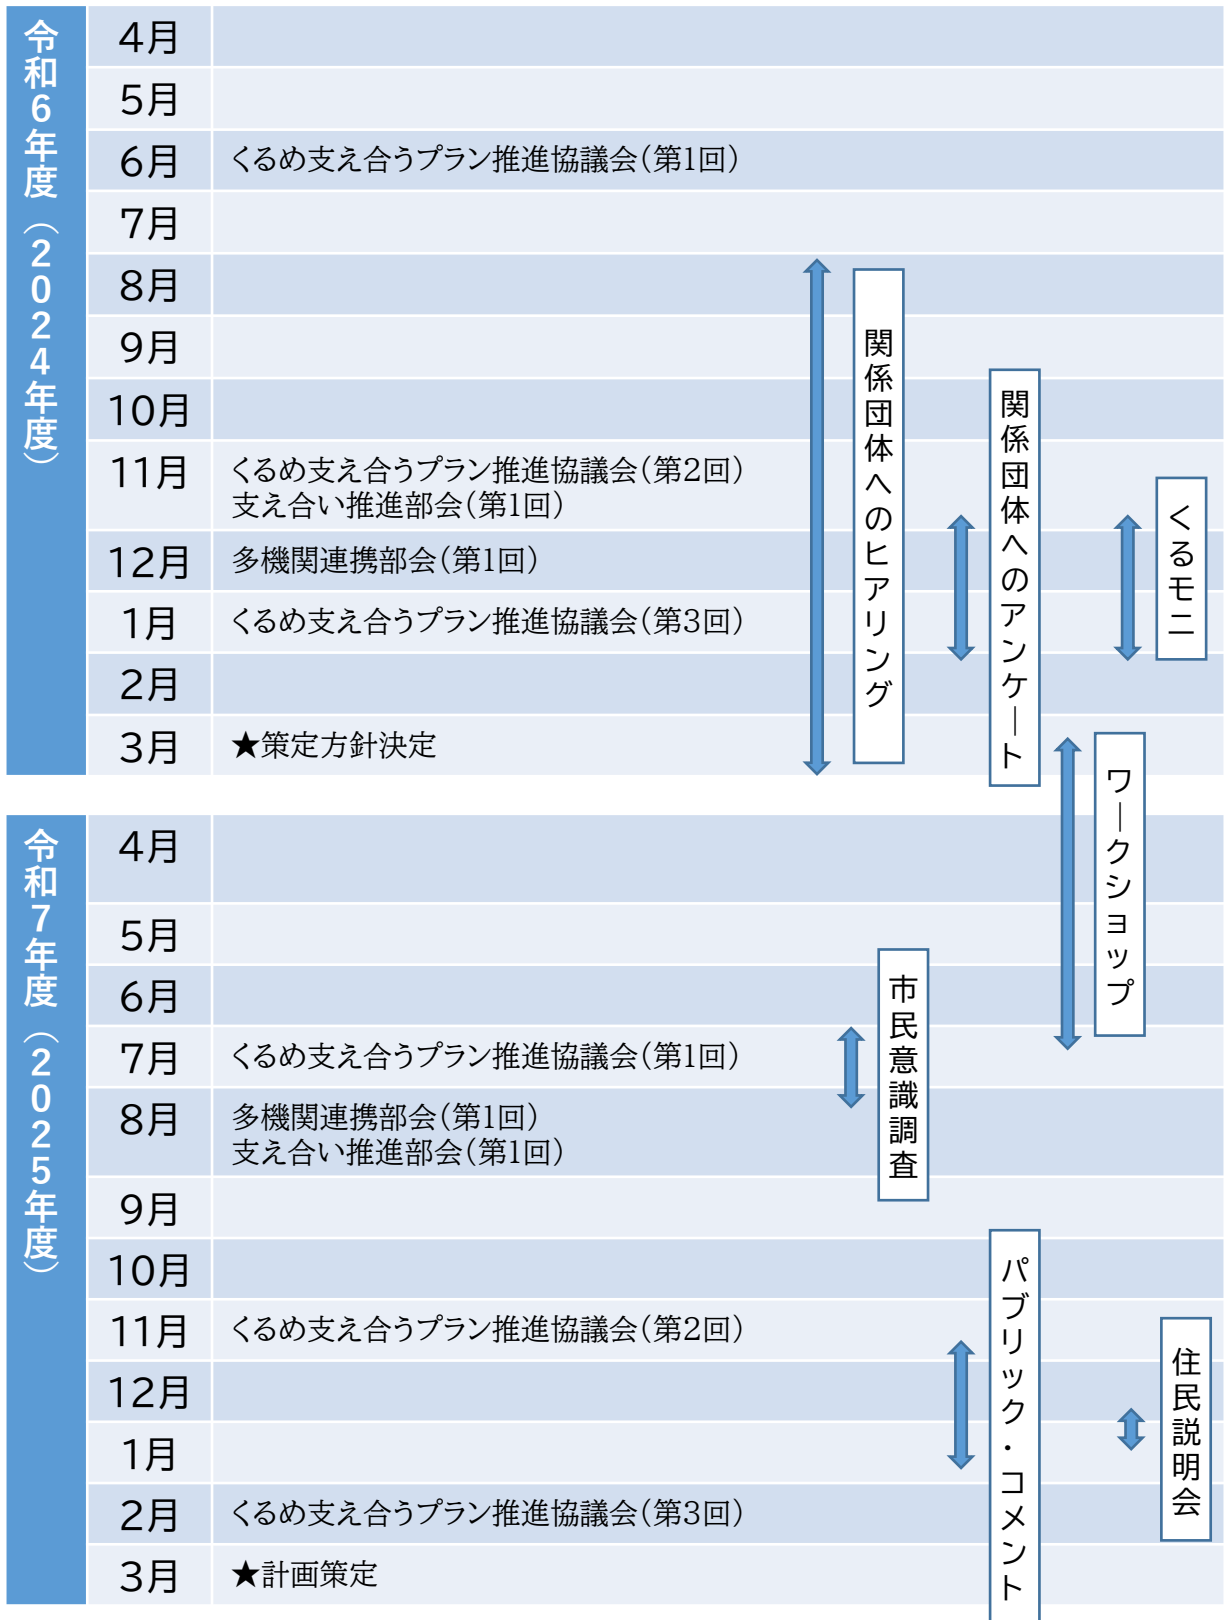 令和6年度（2024年度）
4月
5月
6月 くるめ支え合うプラン推進協議会（第1回）
7月
8月
9月
10月
11月 くるめ支え合うプラン推進協議会（第2回）
支え合い推進部会（第1回）
12月 多機関連携部会（第1回）
1月 くるめ支え合うプラン推進協議会（第3回）
2月
3月 ★策定方針決定
関係団体へのヒアリング
関係団体へのアンケート
くるモニ
ワークショップ
令和7年度（2025年度）
4月
5月
6月
7月 くるめ支え合うプラン推進協議会（第1回）
8月 多機関連携部会（第1回）
支え合い推進部会（第1回）
9月
10月
11月 くるめ支え合うプラン推進協議会（第2回）
12月
1月
2月 くるめ支え合うプラン推進協議会（第3回）
3月 ★計画策定
市民意識調査
パブリック・コメント
住民説明会